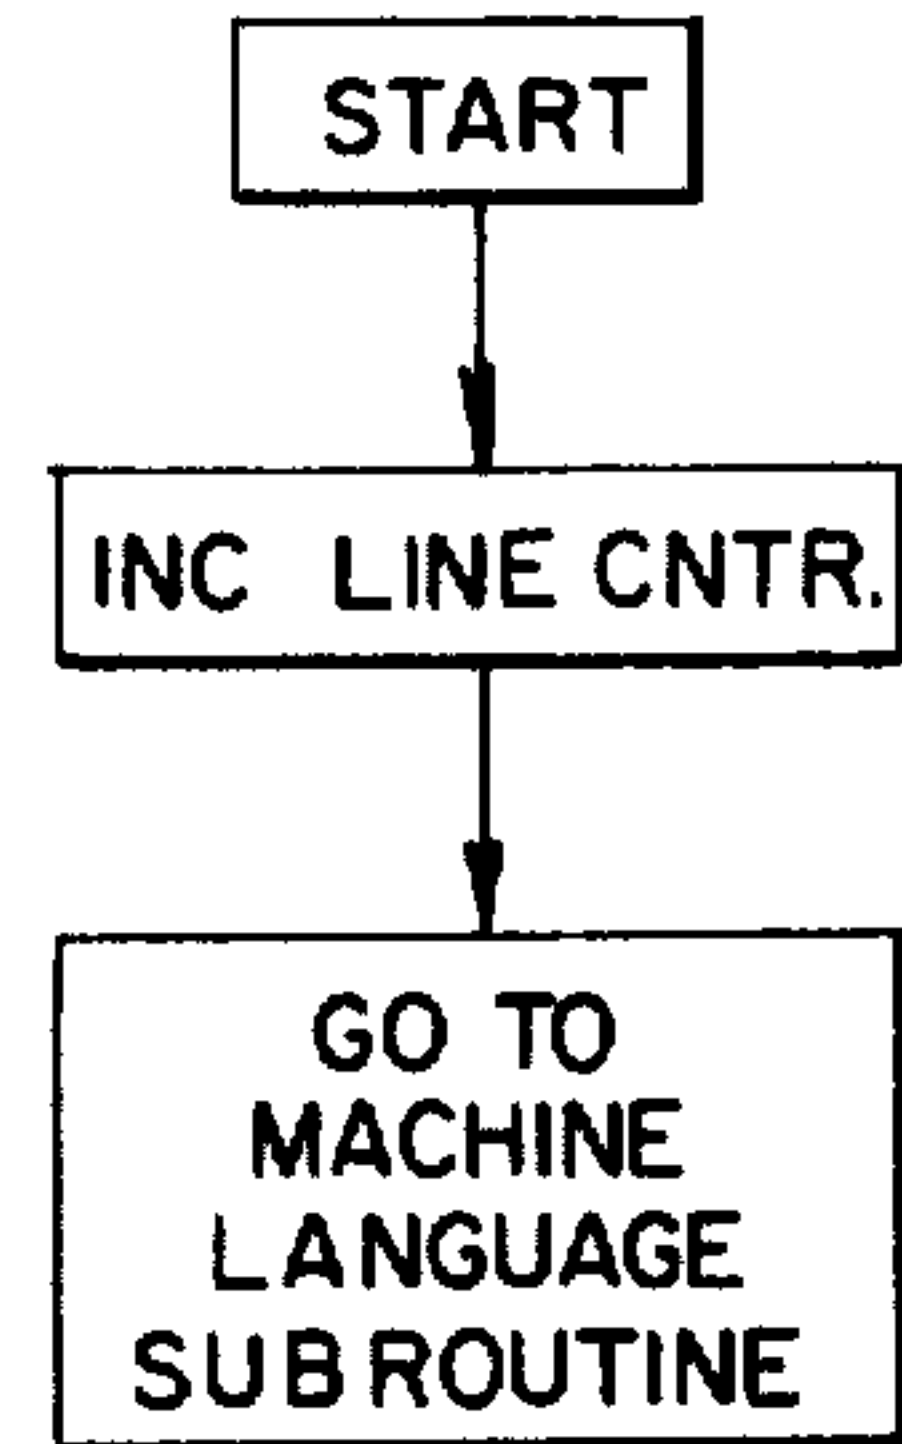 START
INC LINE CNTR.
GO TO
MACHINE
LANGUAGE
SUBROUTINE